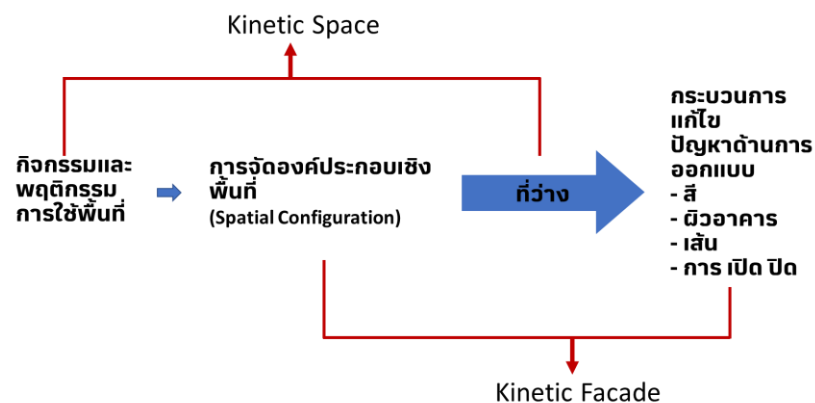 Kinetic Space
กิจกรรมและ
พฤติกรรม
การใช้พื้นที่
การจัดองค์ประกอบเชิง
พื้นที่
(Spatial Configuration)
ที่ว่าง
กระบวนการ
แก้ไข
ปัญหาด้านการ
ออกแบบ
- สี
- ผิวอาคาร
- เส้น
- การ เปิด ปิด
Kinetic Facade